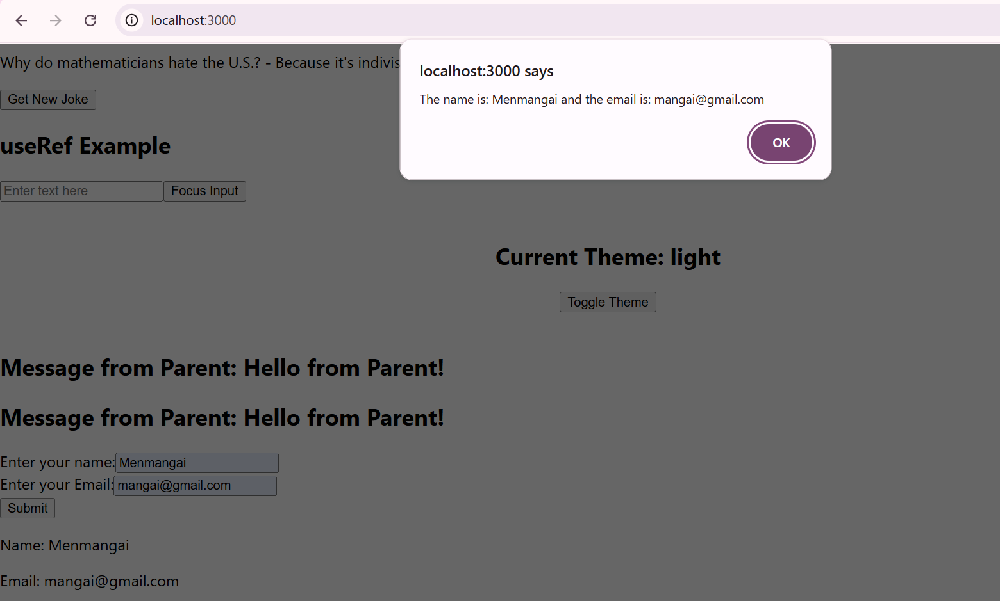 localhost:3000
Why do mathematicians hate the U.S.? - Because it's indivis
localhost:3000 says
The name is: Menmangai and the email is: mangai@gmail.com
OK
Get New Joke
useRef Example
Enter text here Focus Input
Current Theme: light
Toggle Theme
Message from Parent: Hello from Parent!
Message from Parent: Hello from Parent!
Enter your name: Menmangai
Enter your Email: mangai@gmail.com
Submit
Name: Menmangai
Email: mangai@gmail.com